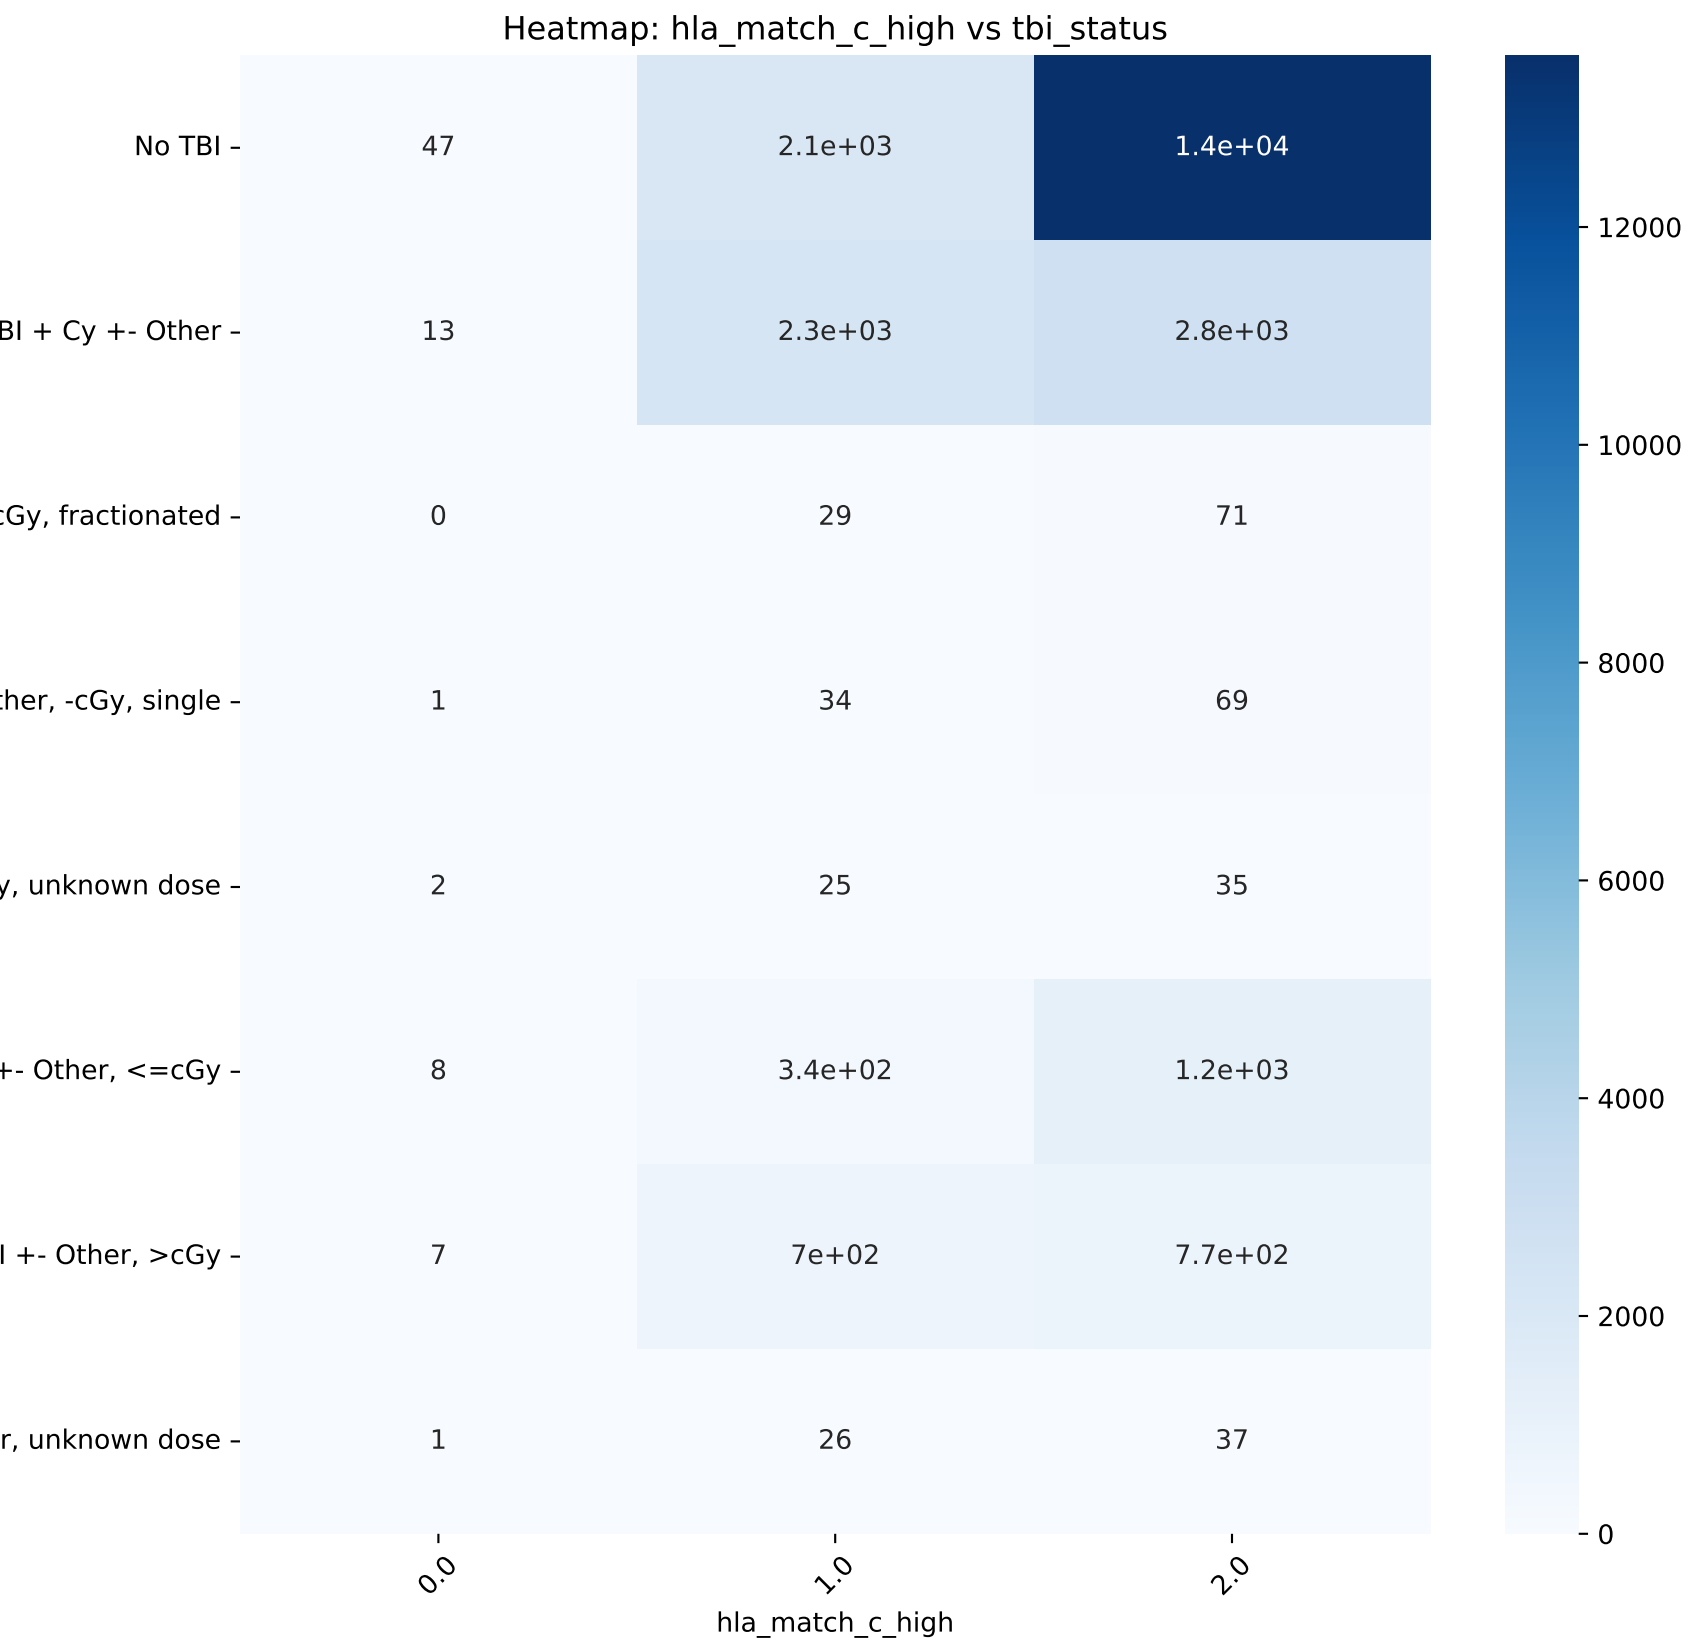 Heatmap: hla_match_c_high vs tbi_status
No TBI 47 2.1e+03 1.4e+04
BI + Cy +- Other 13 2.3e+03 2.8e+03
cGy, fractionated 0 29 71
ther, -cGy, single 1 34 69
y, unknown dose 2 25 35
+- Other, <=cGy 8 3.4e+02 1.2e+03
I +- Other, >cGy 7 7e+02 7.7e+02
r, unknown dose 1 26 37
0.0 1.0 2.0
hla_match_c_high
12000
10000
8000
6000
4000
2000
0